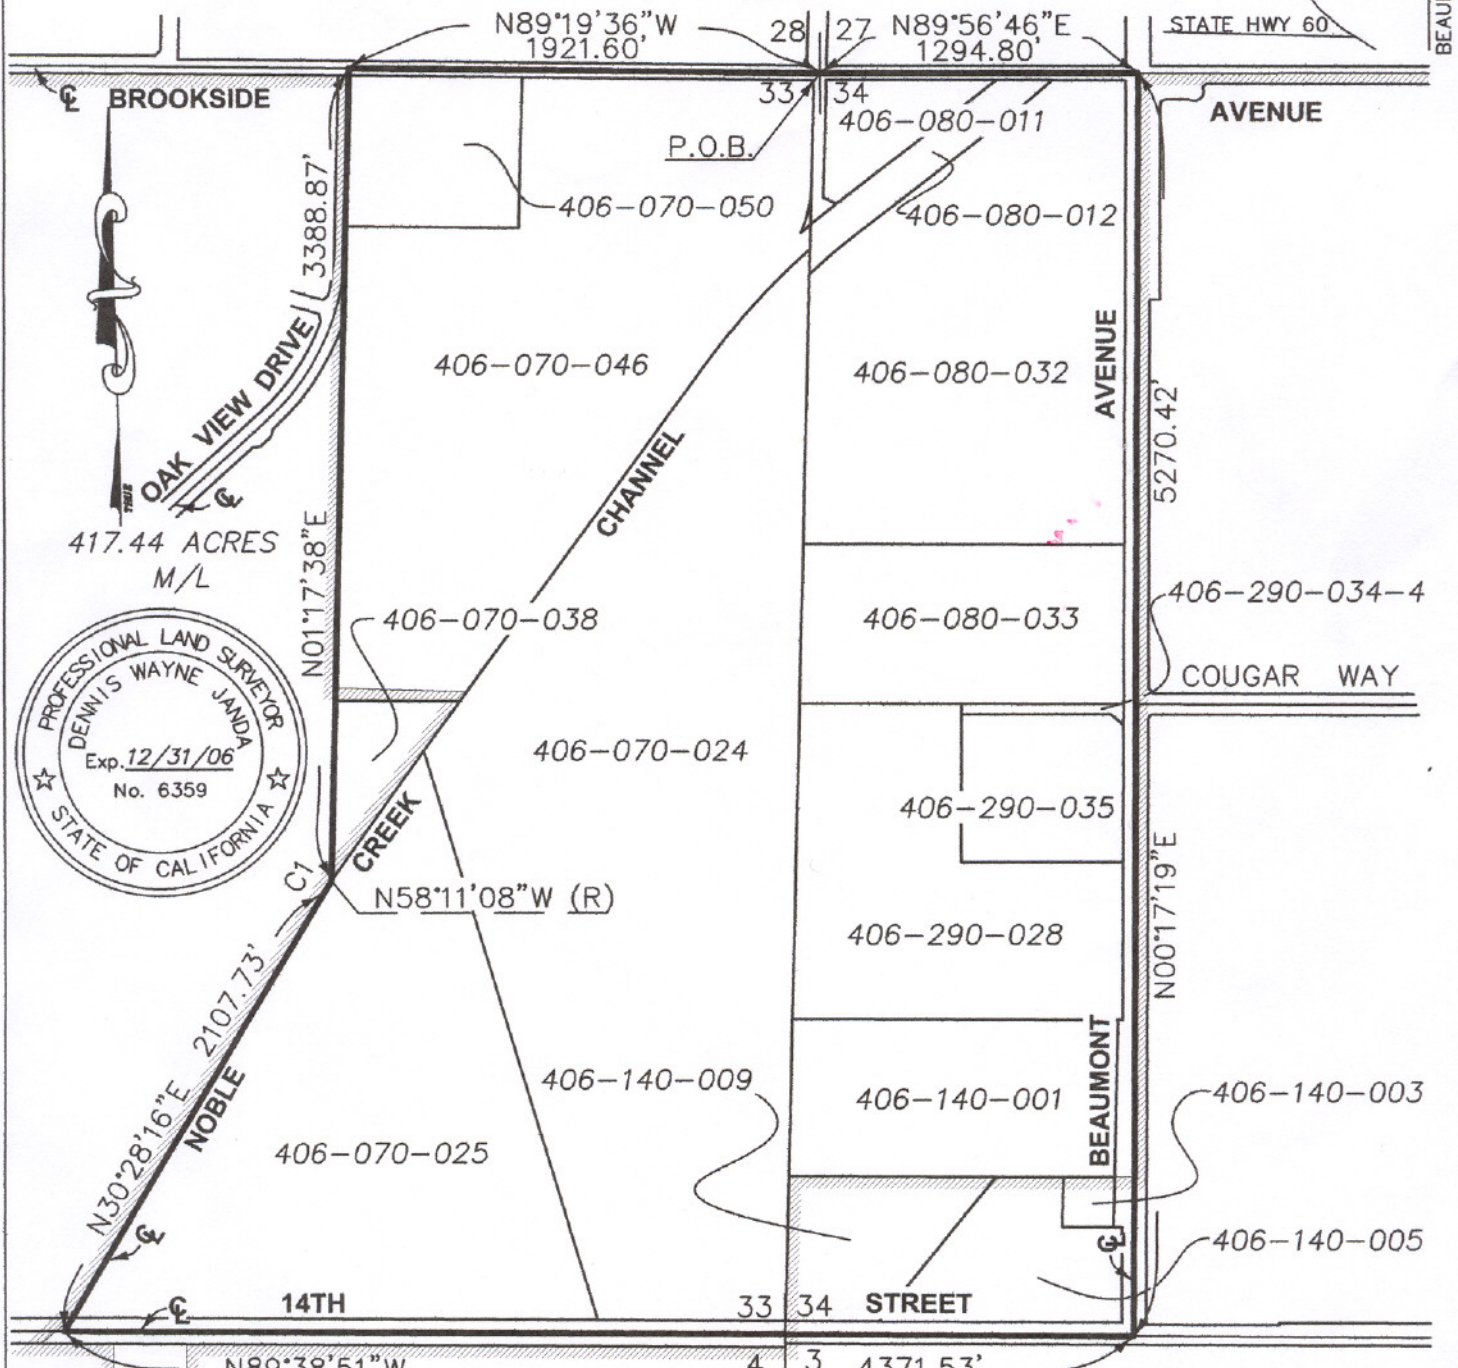 N89°19'36"W
1921.60'
28
27
N89°56'46"E
1294.80'
STATE HWY 60
℄
BROOKSIDE
33
34
406-080-011
AVENUE
P.O.B.
3388.87'
406-070-050
406-080-012
OAK VIEW DRIVE
℄
406-070-046
CHANNEL
406-080-032
AVENUE
5270.42'
417.44 ACRES
M/L
N01°17'38"E
406-070-038
406-080-033
406-290-034-4
COUGAR WAY
PROFESSIONAL LAND SURVEYOR
DENNIS WAYNE JANDA
Exp. 12/31/06
No. 6359
STATE OF CALIFORNIA
406-070-024
406-290-035
CREEK
C1
N58°11'08"W (R)
406-290-028
N00°17'19"E
N30°28'16"E 2107.73'
NOBLE
406-140-009
406-140-001
BEAUMONT
406-140-003
406-070-025
℄
℄
406-140-005
℄
14TH
33
34
STREET
N89°38'51"W
4
3
4371.53'